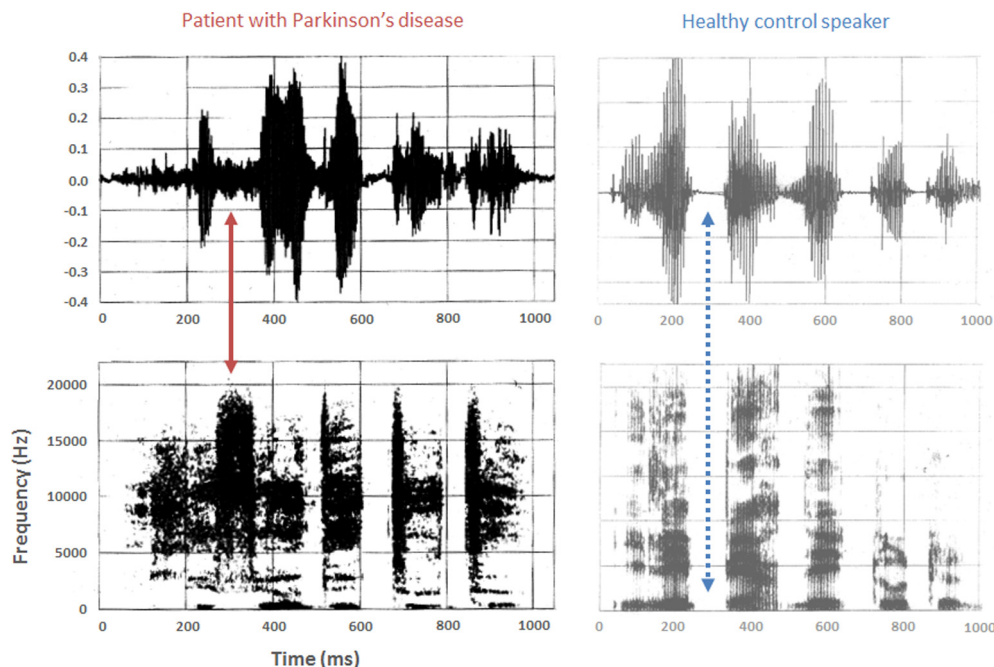 Patient with Parkinson's disease
Healthy control speaker
0.4
0.3
0.2
0.1
0.0
-0.1
-0.2
-0.3
0.4
0 200 400 600 800 1000
0 200 400 600 800 1000
Frequency (Hz)
20000
15000
10000
5000
0
0 200 400 600 800 1000
0 200 400 600 800 1000
Time (ms)